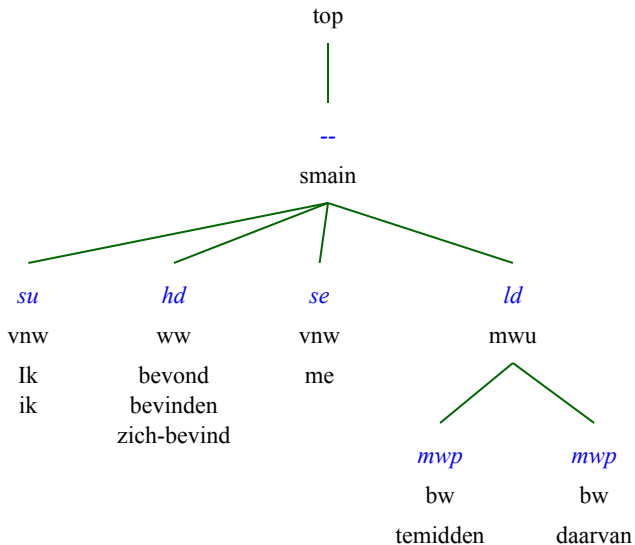 top
--
smain
su hd se ld
vnw ww vnw mwu
Ik bevond me
ik bevinden
zich-bevind
mwp mwp
bw bw
temidden daarvan